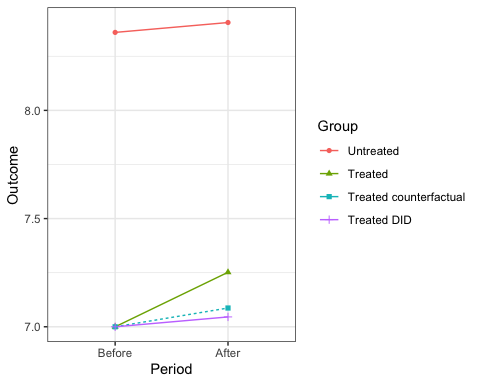 8.0
7.5
7.0
Outcome
Before
After
Period
Group
Untreated
Treated
Treated counterfactual
Treated DID